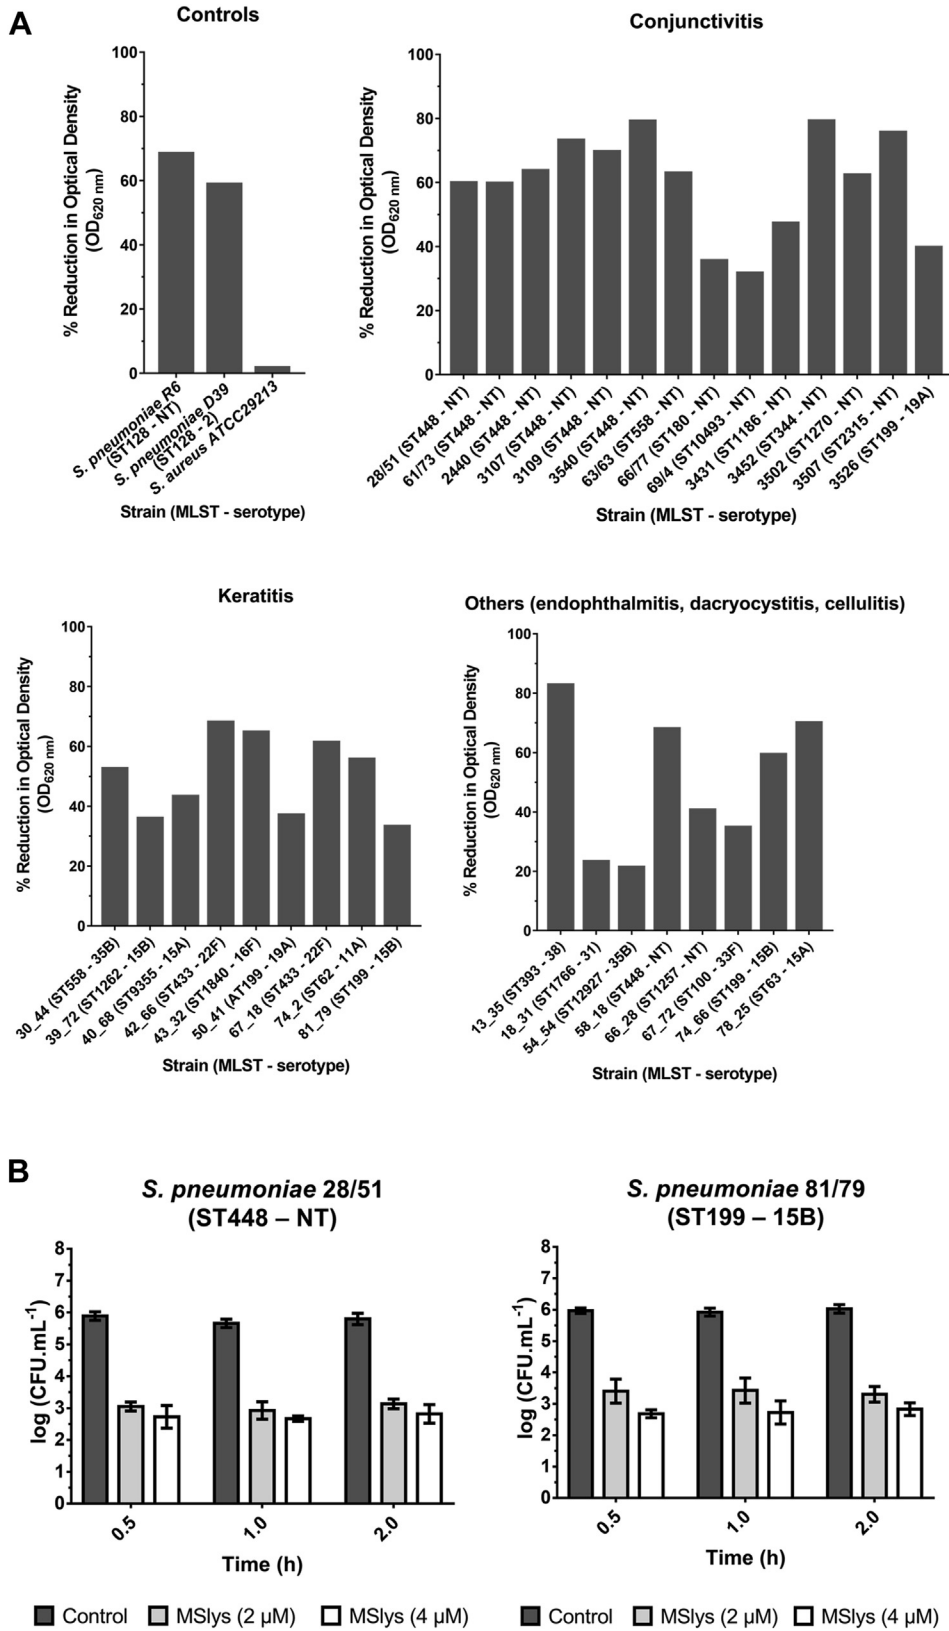 A
Controls
% Reduction in Optical Density
(OD620 nm)
100
80
60
40
20
0
S. pneumoniae R6
(ST128 - NT)
S. pneumoniae D39
(ST128 - 2)
S. aureus ATCC29213
Strain (MLST - serotype)
Conjunctivitis
% Reduction in Optical Density
(OD620 nm)
100
80
60
40
20
0
28/51 (ST448 - NT)
61/73 (ST448 - NT)
2440 (ST448 - NT)
3107 (ST448 - NT)
3109 (ST448 - NT)
3540 (ST448 - NT)
63/63 (ST558 - NT)
66/77 (ST180 - NT)
69/4 (ST10493 - NT)
3431 (ST1186 - NT)
3452 (ST344 - NT)
3502 (ST1270 - NT)
3507 (ST2315 - NT)
3526 (ST199 - 19A)
Strain (MLST - serotype)
Keratitis
% Reduction in Optical Density
(OD620 nm)
100
80
60
40
20
0
30_44 (ST558 - 35B)
39_72 (ST1262 - 15B)
40_68 (ST9355 - 15A)
42_66 (ST433 - 22F)
43_32 (ST1840 - 16F)
50_41 (AT199 - 19A)
67_18 (ST433 - 22F)
74_2 (ST62 - 11A)
81_79 (ST199 - 15B)
Strain (MLST - serotype)
Others (endophthalmitis, dacryocystitis, cellulitis)
% Reduction in Optical Density
(OD620 nm)
100
80
60
40
20
0
13_35 (ST393 - 38)
18_31 (ST1766 - 31)
54_54 (ST12927 - 35B)
58_18 (ST448 - NT)
66_28 (ST1257 - NT)
67_72 (ST100 - 33F)
74_66 (ST199 - 15B)
78_25 (ST63 - 15A)
Strain (MLST - serotype)
B
S. pneumoniae 28/51
(ST448 – NT)
log (CFU.mL-1)
8
7
6
5
4
3
2
1
0
0.5
1.0
2.0
Time (h)
Control
MSlys (2 µM)
MSlys (4 µM)
S. pneumoniae 81/79
(ST199 – 15B)
log (CFU.mL-1)
8
7
6
5
4
3
2
1
0
0.5
1.0
2.0
Time (h)
Control
MSlys (2 µM)
MSlys (4 µM)